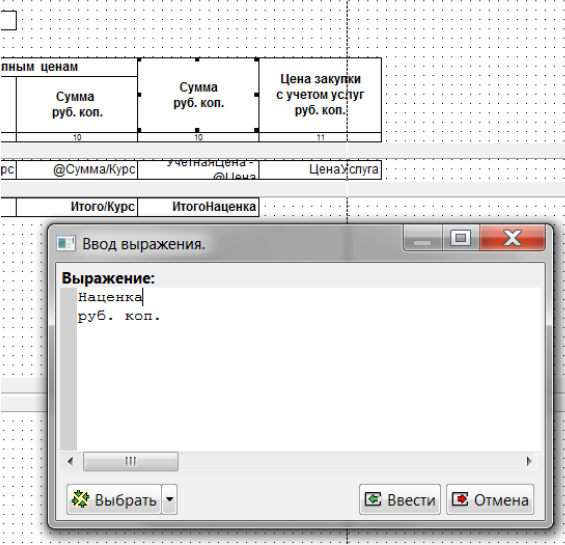 пным ценам
Сумма
руб. коп.
Сумма
руб. коп.
Цена закупки
с учетом услуг
руб. коп.
10
10
11
рс
@Сумма/Курс
УчетнаяЦена -
@Цена
ЦенаУслуга
Итого/Курс
ИтогоНаценка
Ввод выражения.
Выражение:
Наценка
руб. коп.
Выбрать
Ввести
Отмена